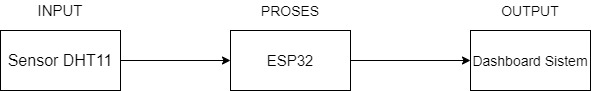 INPUT
PROSES
OUTPUT
Sensor DHT11
ESP32
Dashboard Sistem